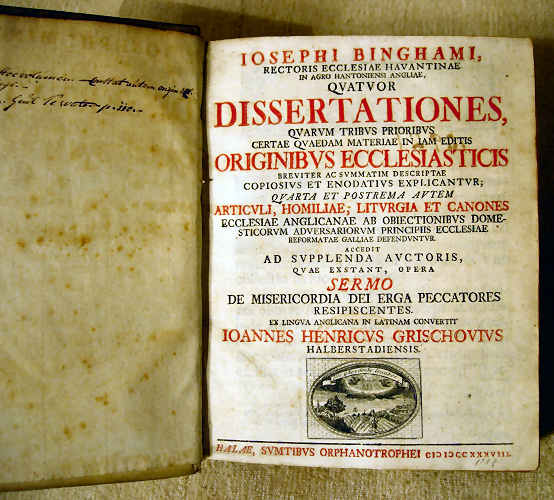 IOSEPHI BINGHAMI,
RECTORIS ECCLESIAE HAVANTINAE
IN AGRO HANTONIENSI ANGLIAE,
QVATVOR
DISSERTATIONES,
QVARVM TRIBVS PRIORIBVS
CERTAE QVAEDAM MATERIAE IN IAM EDITIS
ORIGINIBVS ECCLESIASTICIS
BREVITER AC SVMMATIM DESCRIPTAE
COPIOSIVS ET ENODATIVS EXPLICANTVR;
QVARTA ET POSTREMA AVTEM
ARTICVLI, HOMILIAE, LITVRGIA ET CANONES
ECCLESIAE ANGLICANAE AB OBIECTIONIBVS DOME-
STICORVM ADVERSARIORVM PRINCIPIIS ECCLESIAE
REFORMATAE GALLIAE DEFENDVNTVR.
ACCEDIT
AD SVPPLENDA AVCTORIS,
QVAE EXSTANT, OPERA
SERMO
DE MISERICORDIA DEI ERGA PECCATORES
RESIPISCENTES.
EX LINGVA ANGLICANA IN LATINAM CONVERTIT
IOANNES HENRICVS GRISCHOVIVS
HALBERSTADIENSIS.
HALAE, SVMTIBVS ORPHANOTROPHEI CIↃIↃCCXXXVIII.